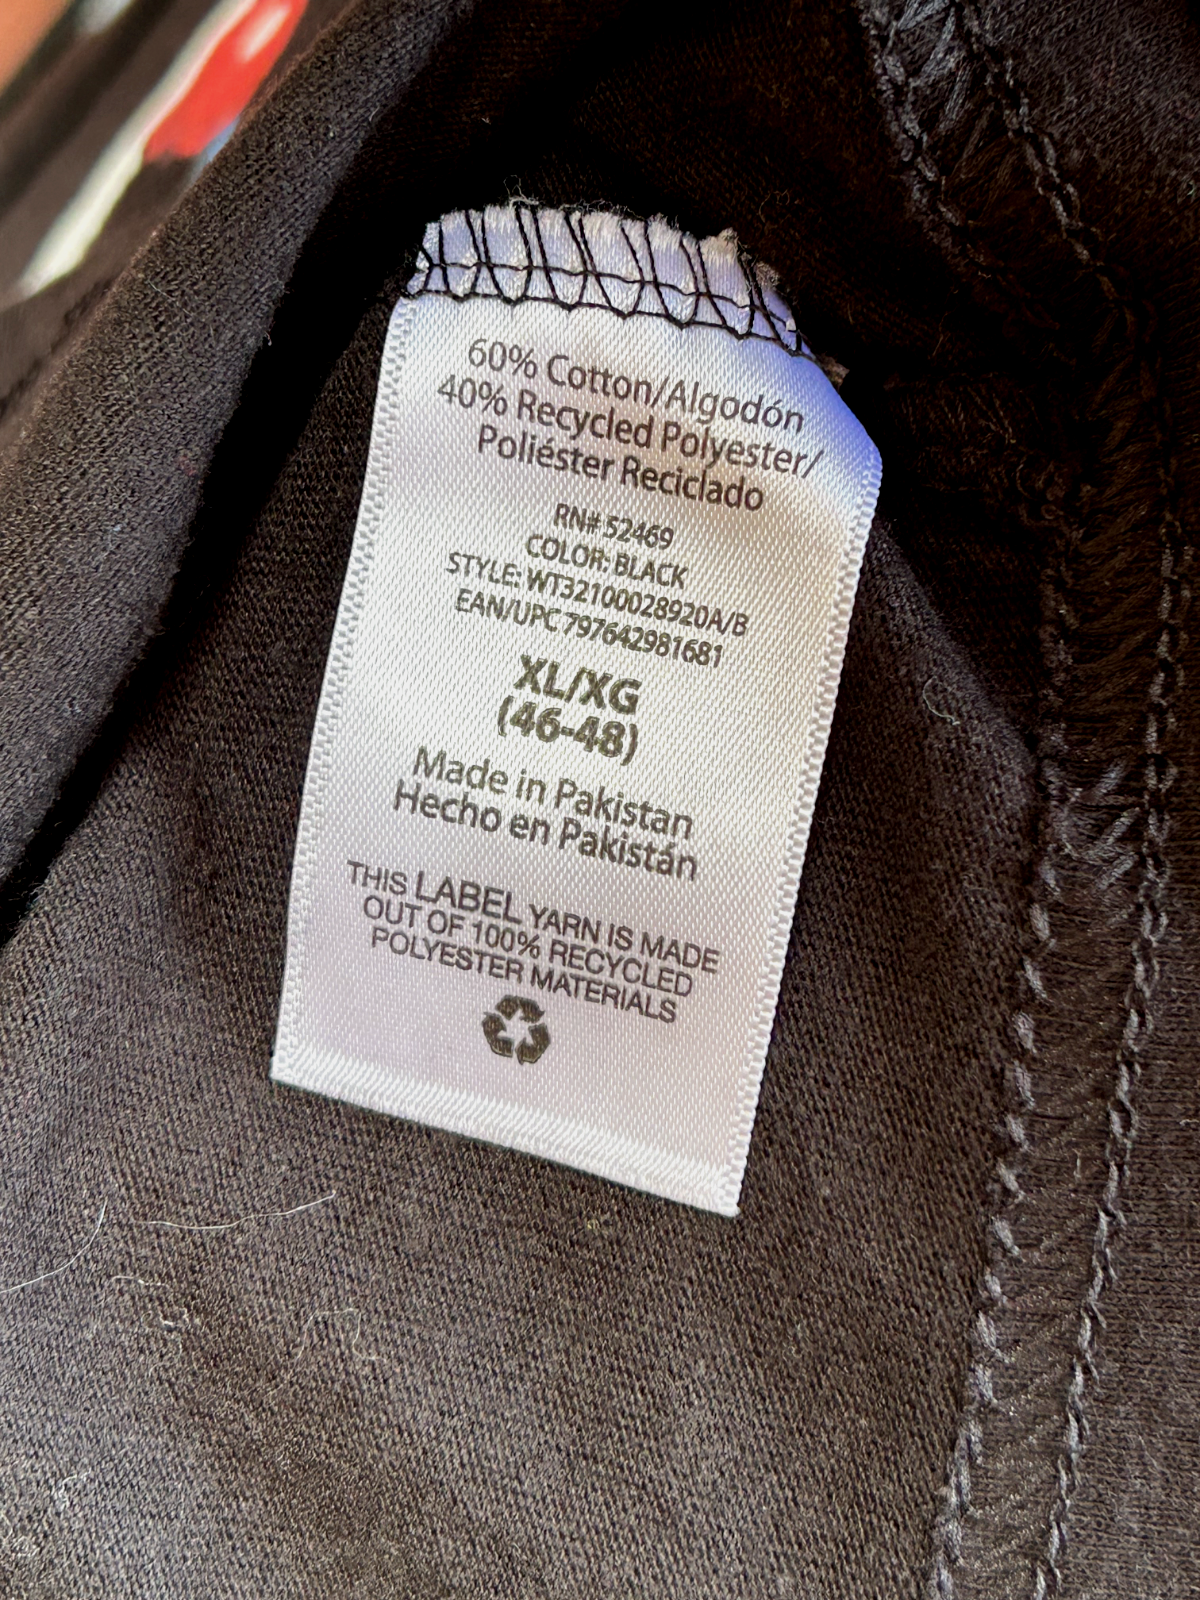 60% Cotton/Algodón
40% Recycled Polyester/
Poliéster Reciclado
RN# 52469
COLOR: BLACK
STYLE: WT32100028920A/B
EAN/UPC 797642981681
XL/XG
(46-48)
Made in Pakistan
Hecho en Pakistán
THIS LABEL YARN IS MADE
OUT OF 100% RECYCLED
POLYESTER MATERIALS